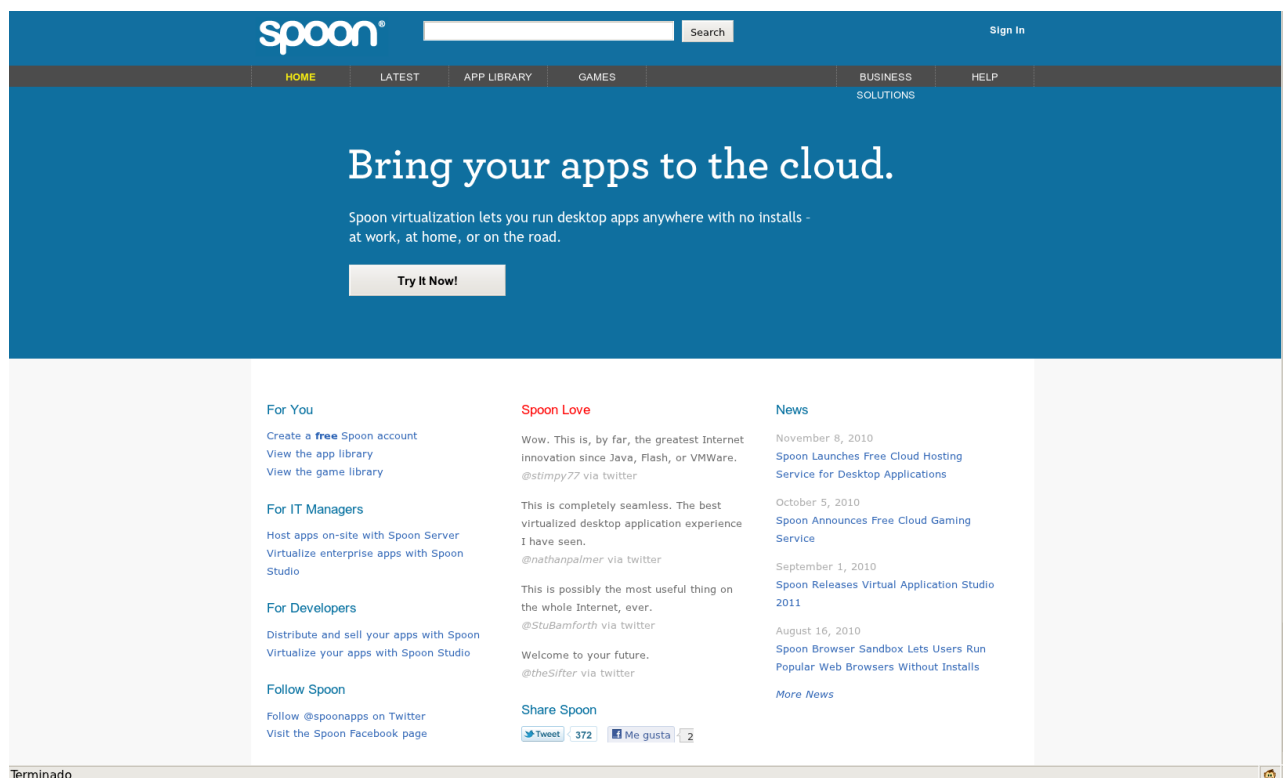 spoon®
Search
Sign In
HOME
LATEST
APP LIBRARY
GAMES
BUSINESS
SOLUTIONS
HELP
Bring your apps to the cloud.
Spoon virtualization lets you run desktop apps anywhere with no installs -
at work, at home, or on the road.
Try It Now!
For You
Create a free Spoon account
View the app library
View the game library
For IT Managers
Host apps on-site with Spoon Server
Virtualize enterprise apps with Spoon
Studio
For Developers
Distribute and sell your apps with Spoon
Virtualize your apps with Spoon Studio
Follow Spoon
Follow @spoonapps on Twitter
Visit the Spoon Facebook page
Spoon Love
Wow. This is, by far, the greatest Internet
innovation since Java, Flash, or VMWare.
@stimpy77 via twitter
This is completely seamless. The best
virtualized desktop application experience
I have seen.
@nathanpalmer via twitter
This is possibly the most useful thing on
the whole Internet, ever.
@StuBamforth via twitter
Welcome to your future.
@theSifter via twitter
Share Spoon
Tweet
372
Me gusta
2
News
November 8, 2010
Spoon Launches Free Cloud Hosting
Service for Desktop Applications
October 5, 2010
Spoon Announces Free Cloud Gaming
Service
September 1, 2010
Spoon Releases Virtual Application Studio
2011
August 16, 2010
Spoon Browser Sandbox Lets Users Run
Popular Web Browsers Without Installs
More News
Terminado